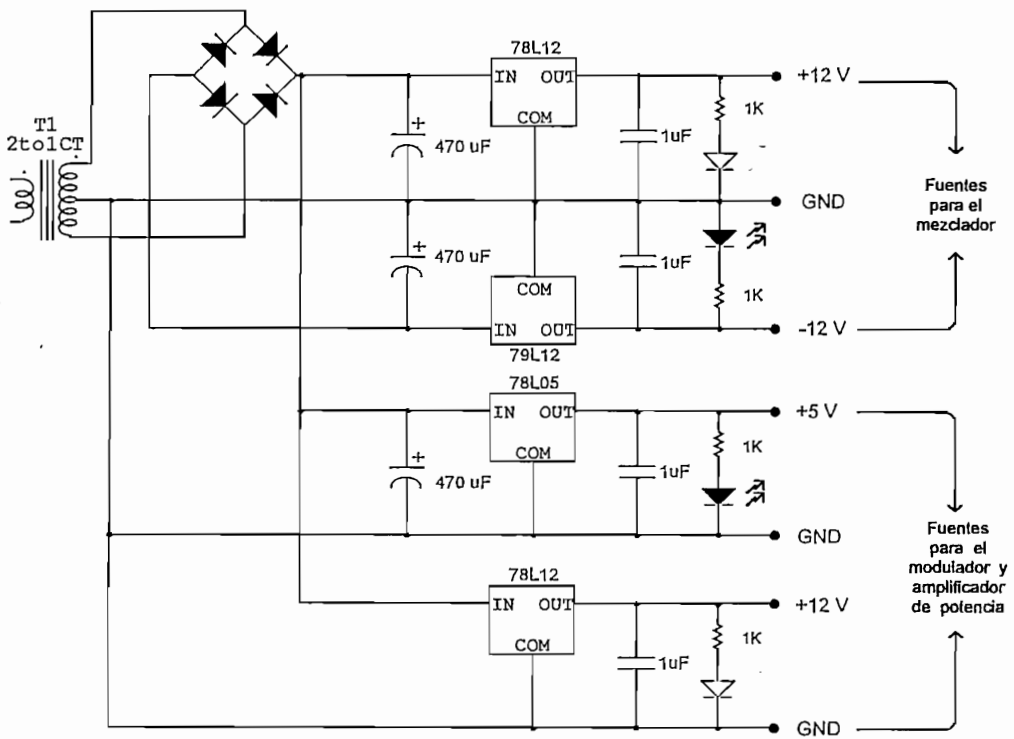 T1
2to1CT
78L12
IN OUT
COM
+
470 uF
1uF
1K
+12 V
GND
Fuentes
para el
mezclador
+
470 uF
COM
IN OUT
79L12
1uF
1K
-12 V
78L05
IN OUT
COM
+
470 uF
1uF
1K
+5 V
GND
Fuentes
para el
modulador y
amplificador
de potencia
78L12
IN OUT
COM
1uF
1K
+12 V
GND